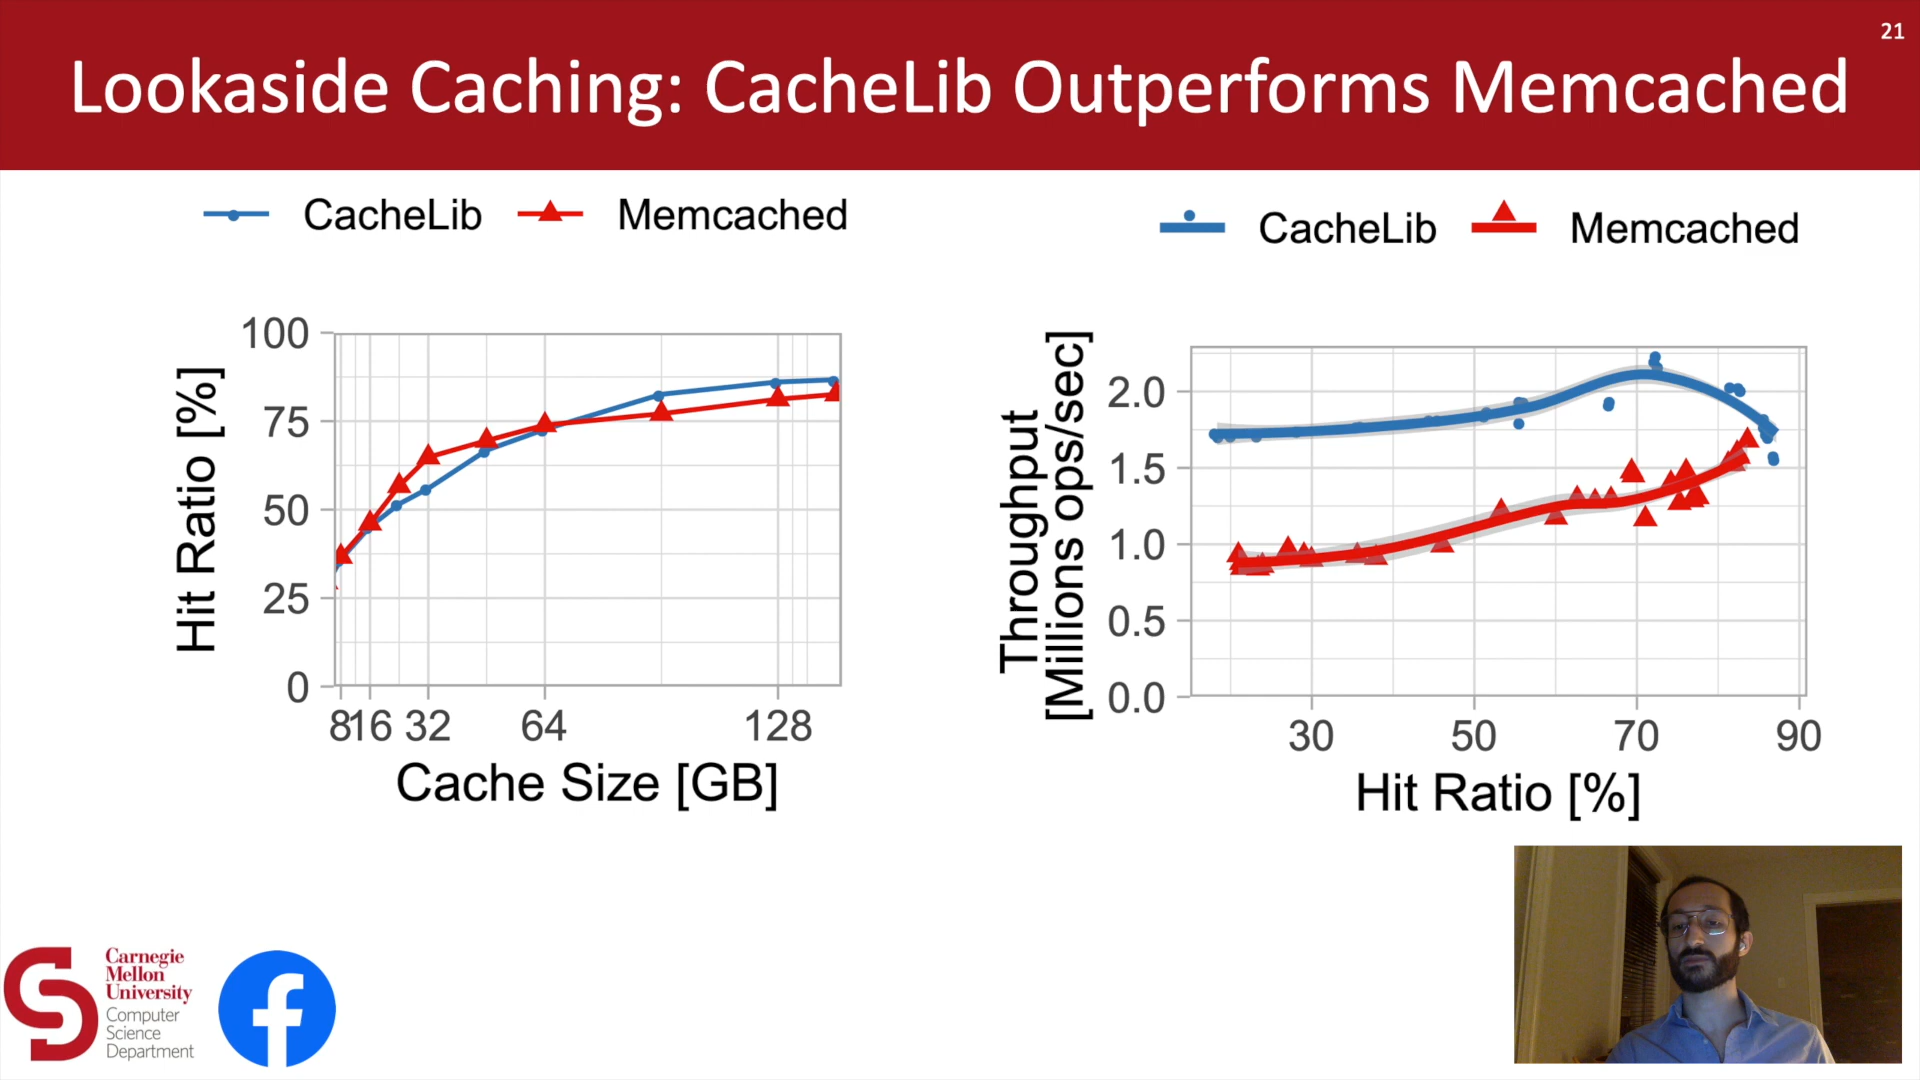 21
Lookaside Caching: CacheLib Outperforms Memcached
CacheLib Memcached
Hit Ratio [%]
100
75
50
25
0
8 16 32 64 128
Cache Size [GB]
CacheLib Memcached
Throughput
[Millions ops/sec]
2.0
1.5
1.0
0.5
0.0
30 50 70 90
Hit Ratio [%]
Carnegie
Mellon
University
Computer
Science
Department